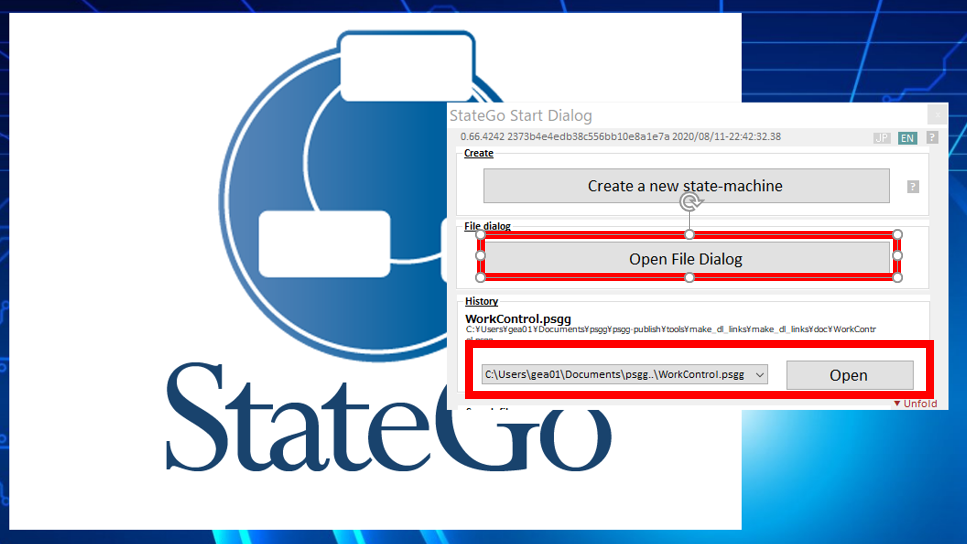 StateGo Start Dialog
0.66.4242 2373b4e4edb38c556bb10e8a1e7a 2020/08/11-22:42:32.38
JP EN ?
Create
Create a new state-machine
?
File dialog
Open File Dialog
History
WorkControl.psgg
C:¥Users¥gea01¥Documents¥psgg¥psgg-publish¥tools¥make_dl_links¥make_dl_links¥doc¥WorkContr
C:\Users\gea01\Documents\psgg..\WorkControl.psgg
Open
Unfold
StateGo